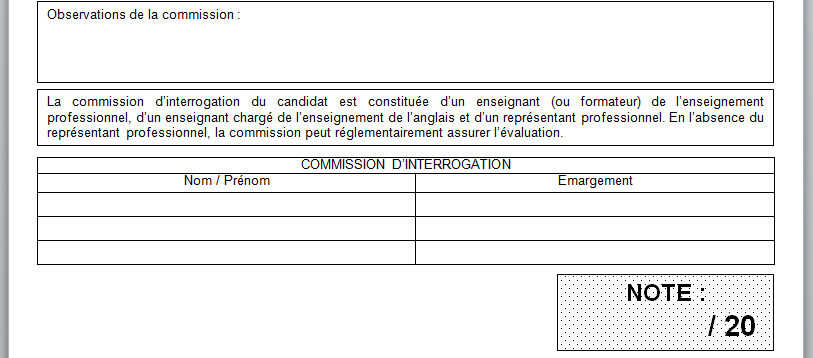 Observations de la commission :
La commission d'interrogation du candidat est constituée d'un enseignant (ou formateur) de l'enseignement
professionnel, d'un enseignant chargé de l'enseignement de l'anglais et d'un représentant professionnel. En l'absence du
représentant professionnel, la commission peut réglementairement assurer l'évaluation.
COMMISSION D'INTERROGATION
Nom / Prénom
Emargement
NOTE :
/ 20